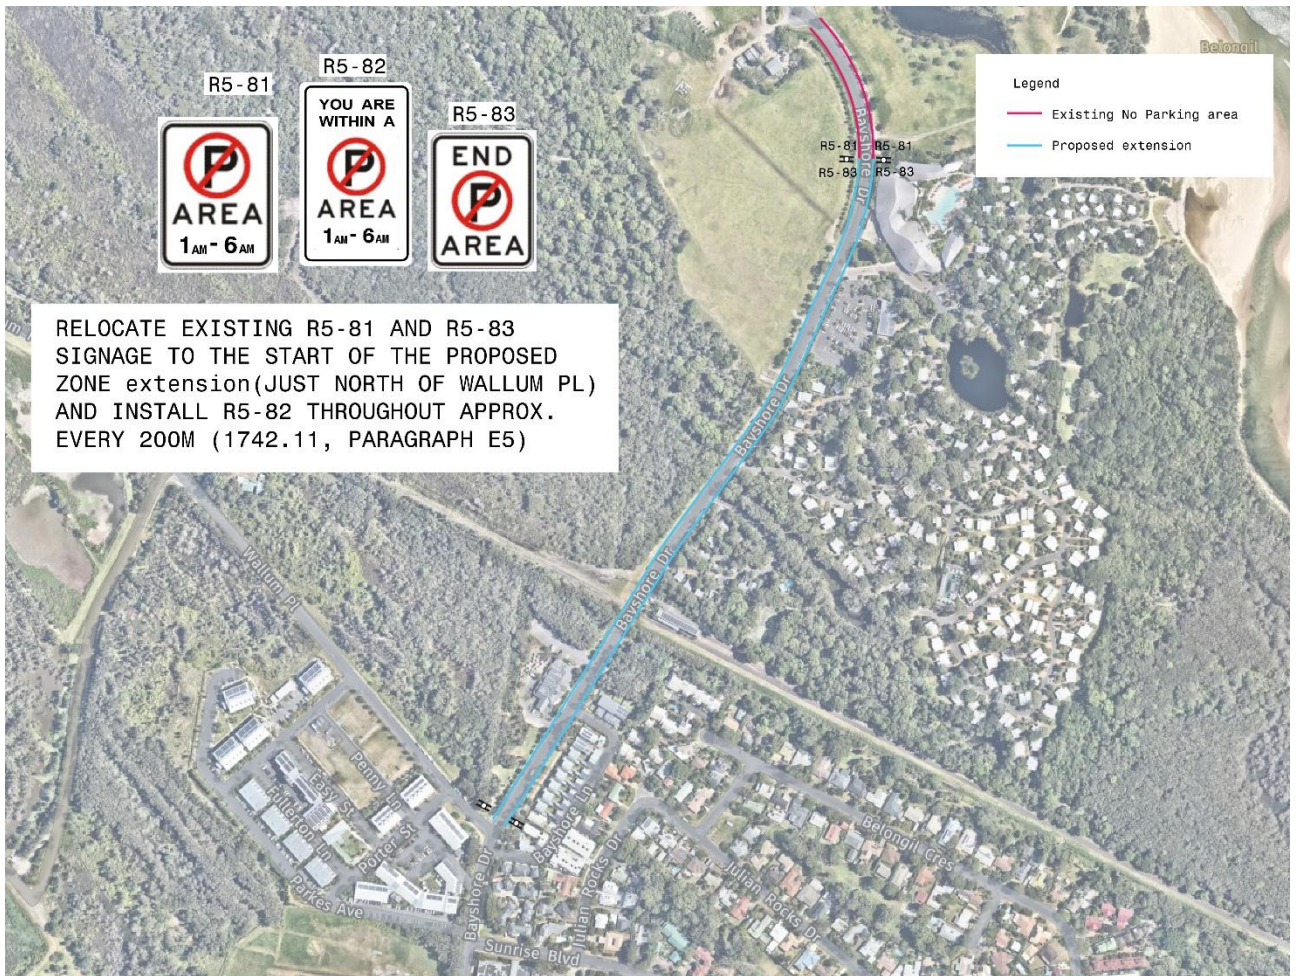 R5-81
R5-82
R5-83
P
AREA
1AM - 6AM
YOU ARE
WITHIN A
P
AREA
1AM - 6AM
END
P
AREA
Belongil
Legend
Existing No Parking area
Proposed extension
Bayshore Dr
R5-81 R5-81
R5-83 R5-83
RELOCATE EXISTING R5-81 AND R5-83
SIGNAGE TO THE START OF THE PROPOSED
ZONE extension(JUST NORTH OF WALLUM PL)
AND INSTALL R5-82 THROUGHOUT APPROX.
EVERY 200M (1742.11, PARAGRAPH E5)
Bayshore Dr
Wallum Pl
Bayshore Dr
Penny Ln
Easy St
Fullerton Ln
Porter St
Parkes Ave
Bayshore Dr
Bayshore Ln
Julian Rocks Dr
Belongil Cres
Julian Rocks Dr
Sunrise Blvd